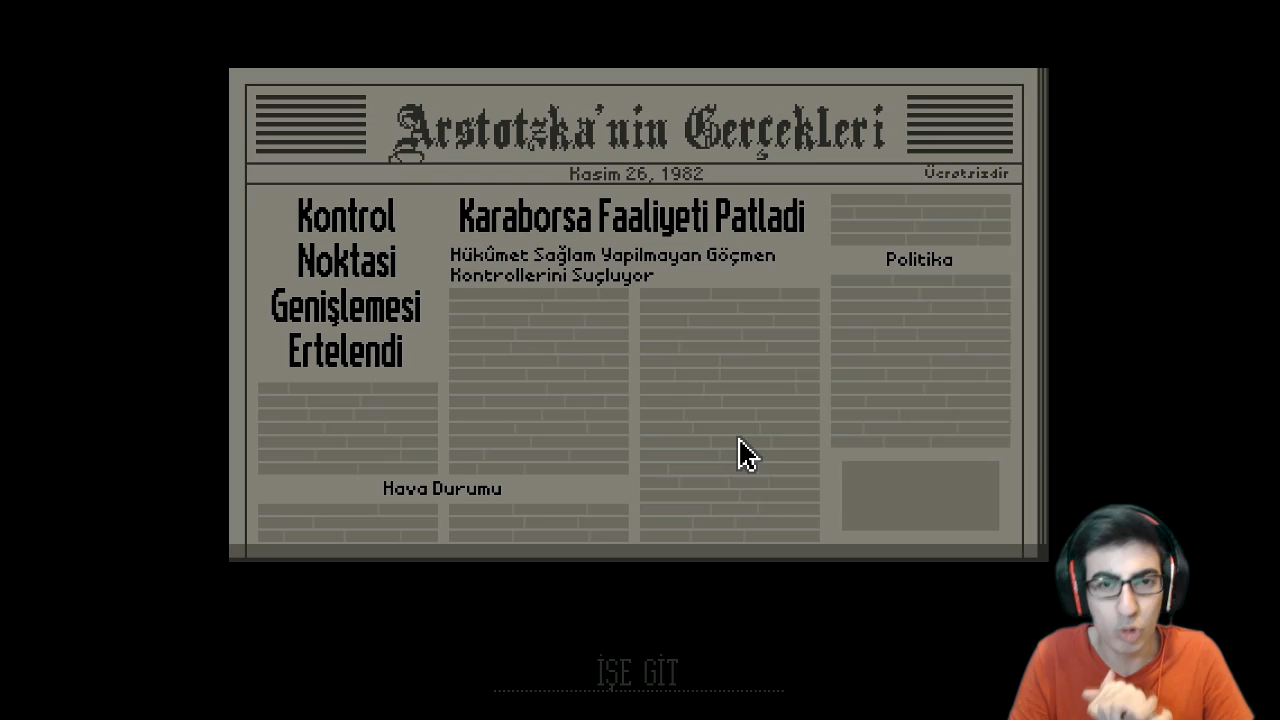 Arstotzka'nin Gerçekleri
Kasim 26, 1982
Ücretsizdir
Kontrol
Noktasi
Genişlemesi
Ertelendi
Karaborsa Faaliyeti Patladi
Hükûmet Sağlam Yapilmayan Göçmen
Kontrollerini Suçluyor
Politika
Hava Durumu
İŞE GİT